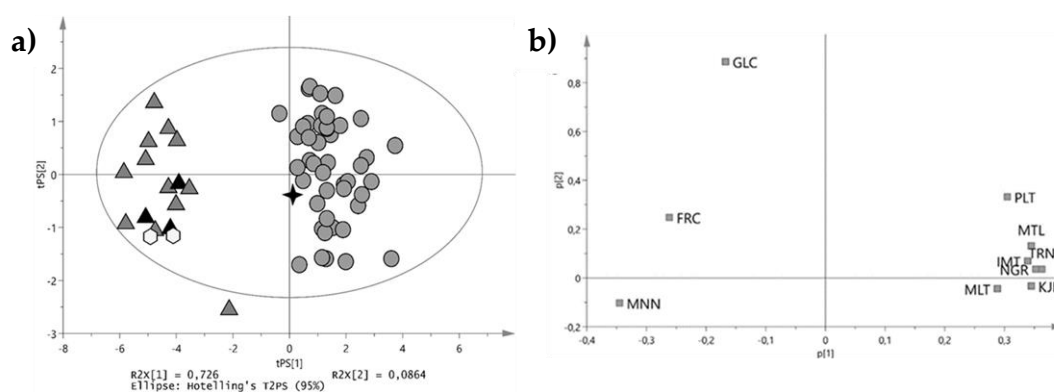 a)
tPS[2]
2
1
0
-1
-2
-3
-8
-6
-4
-2
0
2
4
6
8
tPS[1]
R2X[1] = 0,726 R2X[2] = 0,0864
Ellipse: Hotelling's T2PS (95%)
b)
p[2]
0,8
0,6
0,4
0,2
0
-0,2
-0,4
-0,3
-0,2
-0,1
0
0,1
0,2
0,3
p[1]
GLC
FRC
MNN
PLT
MTL
TRN
IMT
NGR
MLT